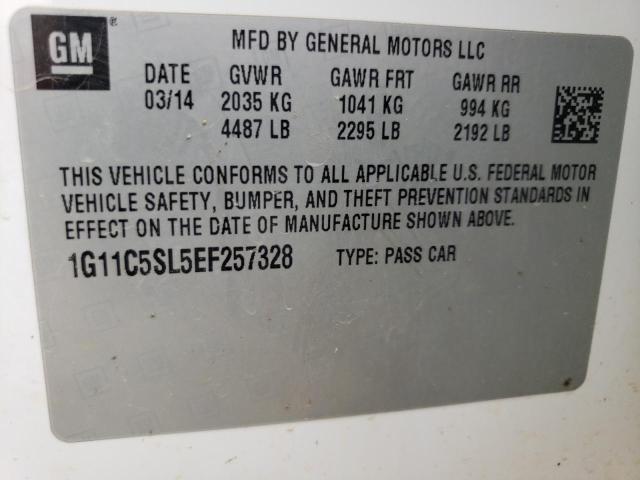 GM ®
MFD BY GENERAL MOTORS LLC
DATE GVWR GAWR FRT GAWR RR
03/14 2035 KG 1041 KG 994 KG
4487 LB 2295 LB 2192 LB
THIS VEHICLE CONFORMS TO ALL APPLICABLE U.S. FEDERAL MOTOR
VEHICLE SAFETY, BUMPER, AND THEFT PREVENTION STANDARDS IN
EFFECT ON THE DATE OF MANUFACTURE SHOWN ABOVE.
1G11C5SL5EF257328 TYPE: PASS CAR